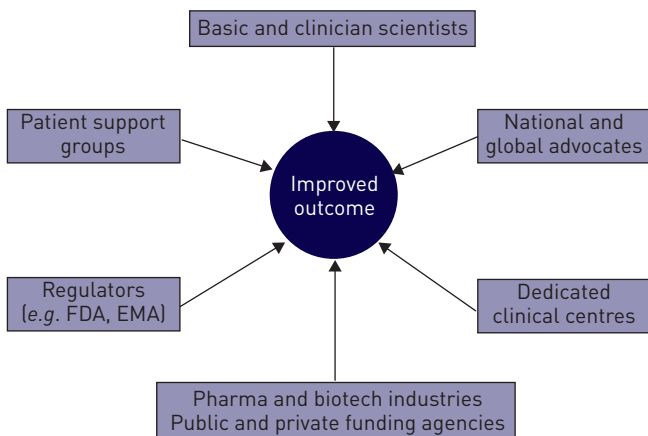 Basic and clinician scientists
Patient support
groups
National and
global advocates
Improved
outcome
Regulators
(e.g. FDA, EMA)
Dedicated
clinical centres
Pharma and biotech industries
Public and private funding agencies